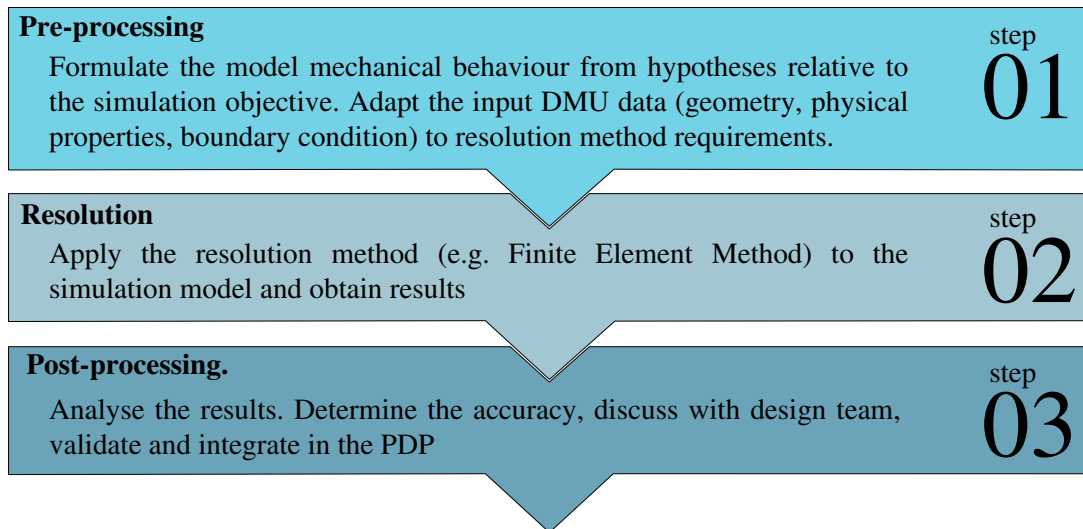 Pre-processing
Formulate the model mechanical behaviour from hypotheses relative to
the simulation objective. Adapt the input DMU data (geometry, physical
properties, boundary condition) to resolution method requirements.
step
01
Resolution
Apply the resolution method (e.g. Finite Element Method) to the
simulation model and obtain results
step
02
Post-processing.
Analyse the results. Determine the accuracy, discuss with design team,
validate and integrate in the PDP
step
03